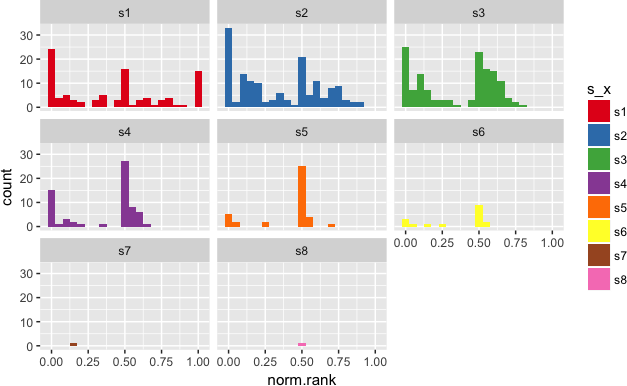 s1 s2 s3
30
20
10
0
s4 s5 s6
30
20
10
0
0.00 0.25 0.50 0.75 1.00
s7 s8
30
20
10
0
0.00 0.25 0.50 0.75 1.00 0.00 0.25 0.50 0.75 1.00
norm.rank
count
s_x
s1
s2
s3
s4
s5
s6
s7
s8